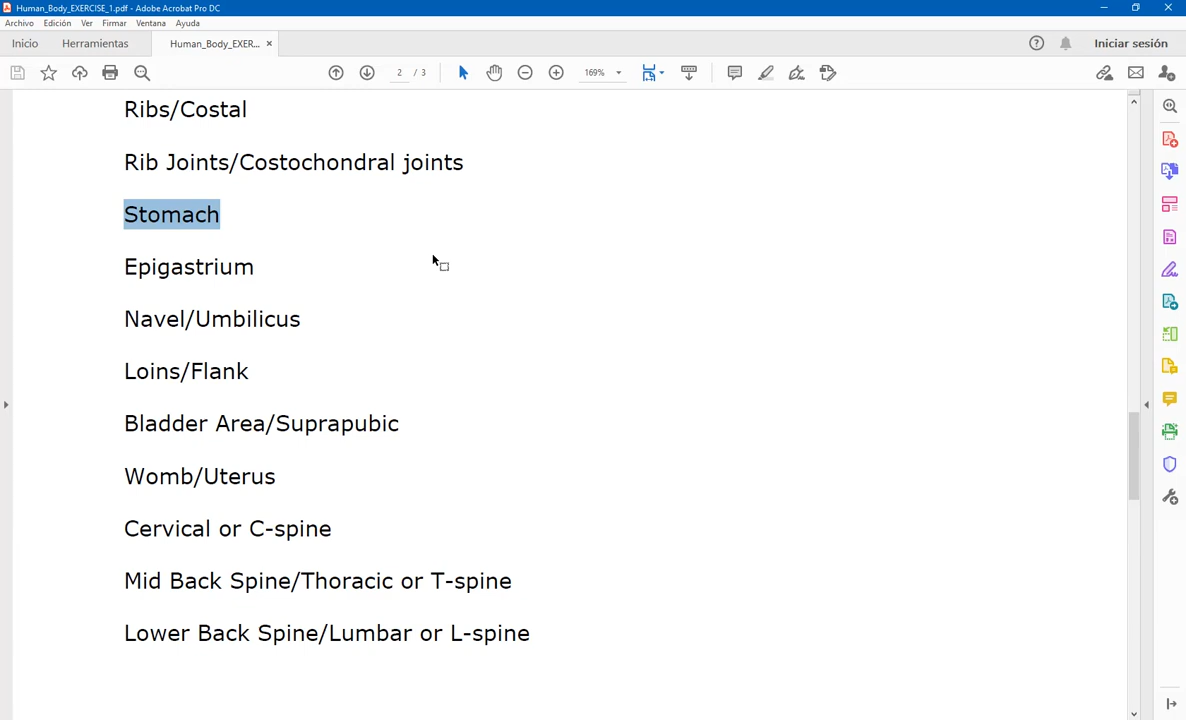 Human_Body_EXERCISE_1.pdf - Adobe Acrobat Pro DC
Archivo Edición Ver Firmar Ventana Ayuda
Inicio Herramientas Human_Body_EXER... × Iniciar sesión
2 / 3 169%
Ribs/Costal
Rib Joints/Costochondral joints
Stomach
Epigastrium
Navel/Umbilicus
Loins/Flank
Bladder Area/Suprapubic
Womb/Uterus
Cervical or C-spine
Mid Back Spine/Thoracic or T-spine
Lower Back Spine/Lumbar or L-spine